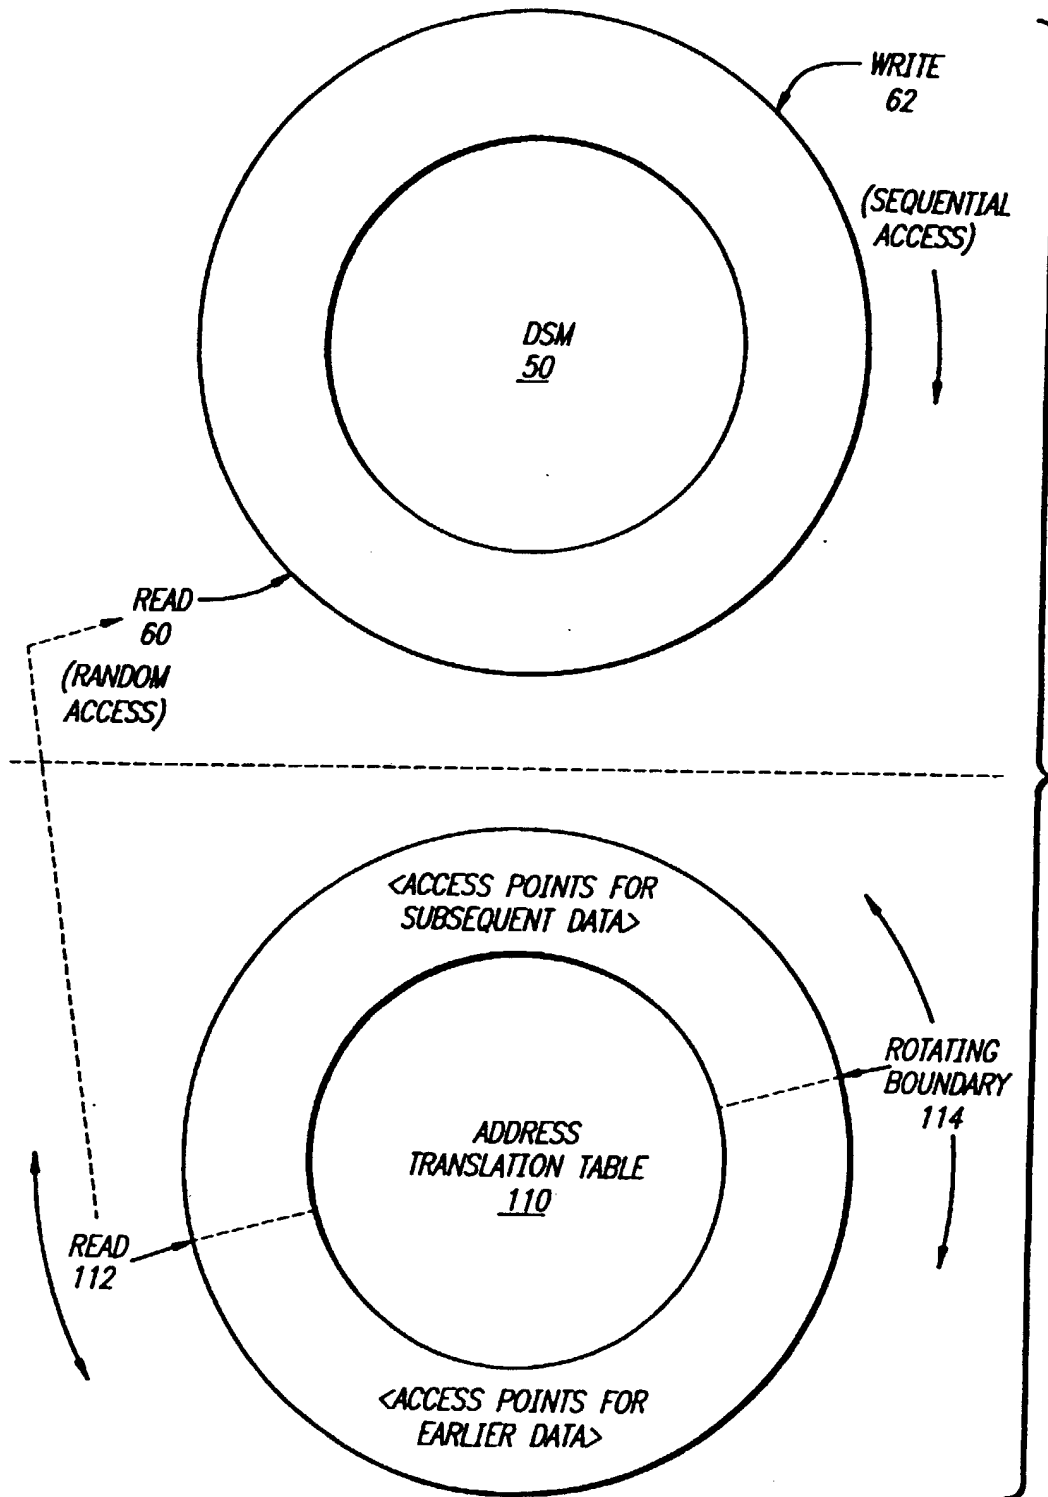 WRITE
62
(SEQUENTIAL
ACCESS)
DSM
50
READ
60
(RANDOM
ACCESS)
<ACCESS POINTS FOR
SUBSEQUENT DATA>
ROTATING
BOUNDARY
114
ADDRESS
TRANSLATION TABLE
110
READ
112
<ACCESS POINTS FOR
EARLIER DATA>